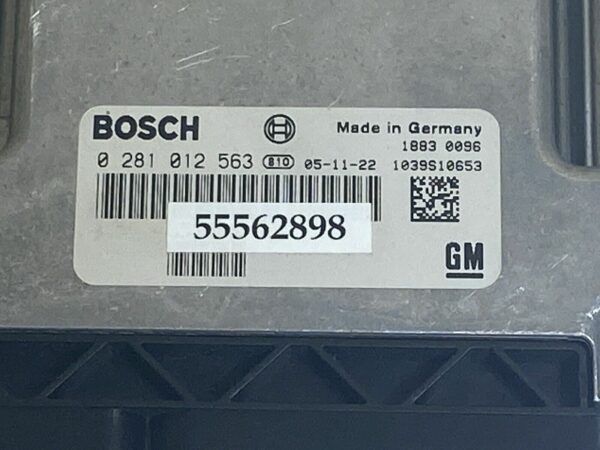 BOSCH
Made in Germany
1883 0096
0 281 012 563 810 05-11-22 1039S10653
55562898
GM